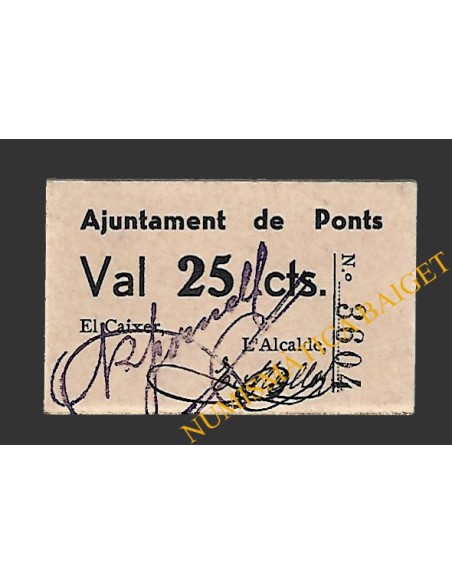 Ajuntament de Ponts
Val 25 cts.
El Caixer,
L'Alcalde,
N.º 3604
NUMISMATICA BAIGET